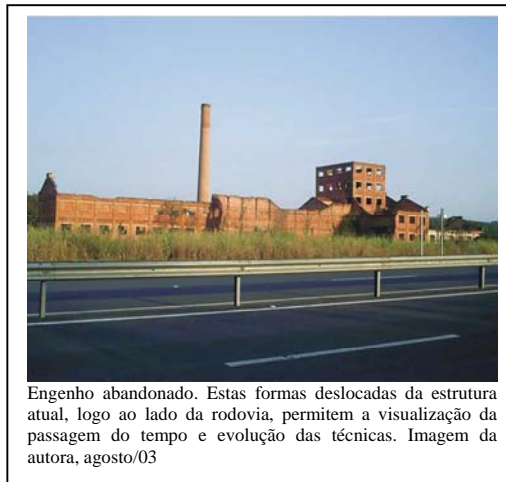 Engenho abandonado. Estas formas deslocadas da estrutura
atual, logo ao lado da rodovia, permitem a visualização da
passagem do tempo e evolução das técnicas. Imagem da
autora, agosto/03